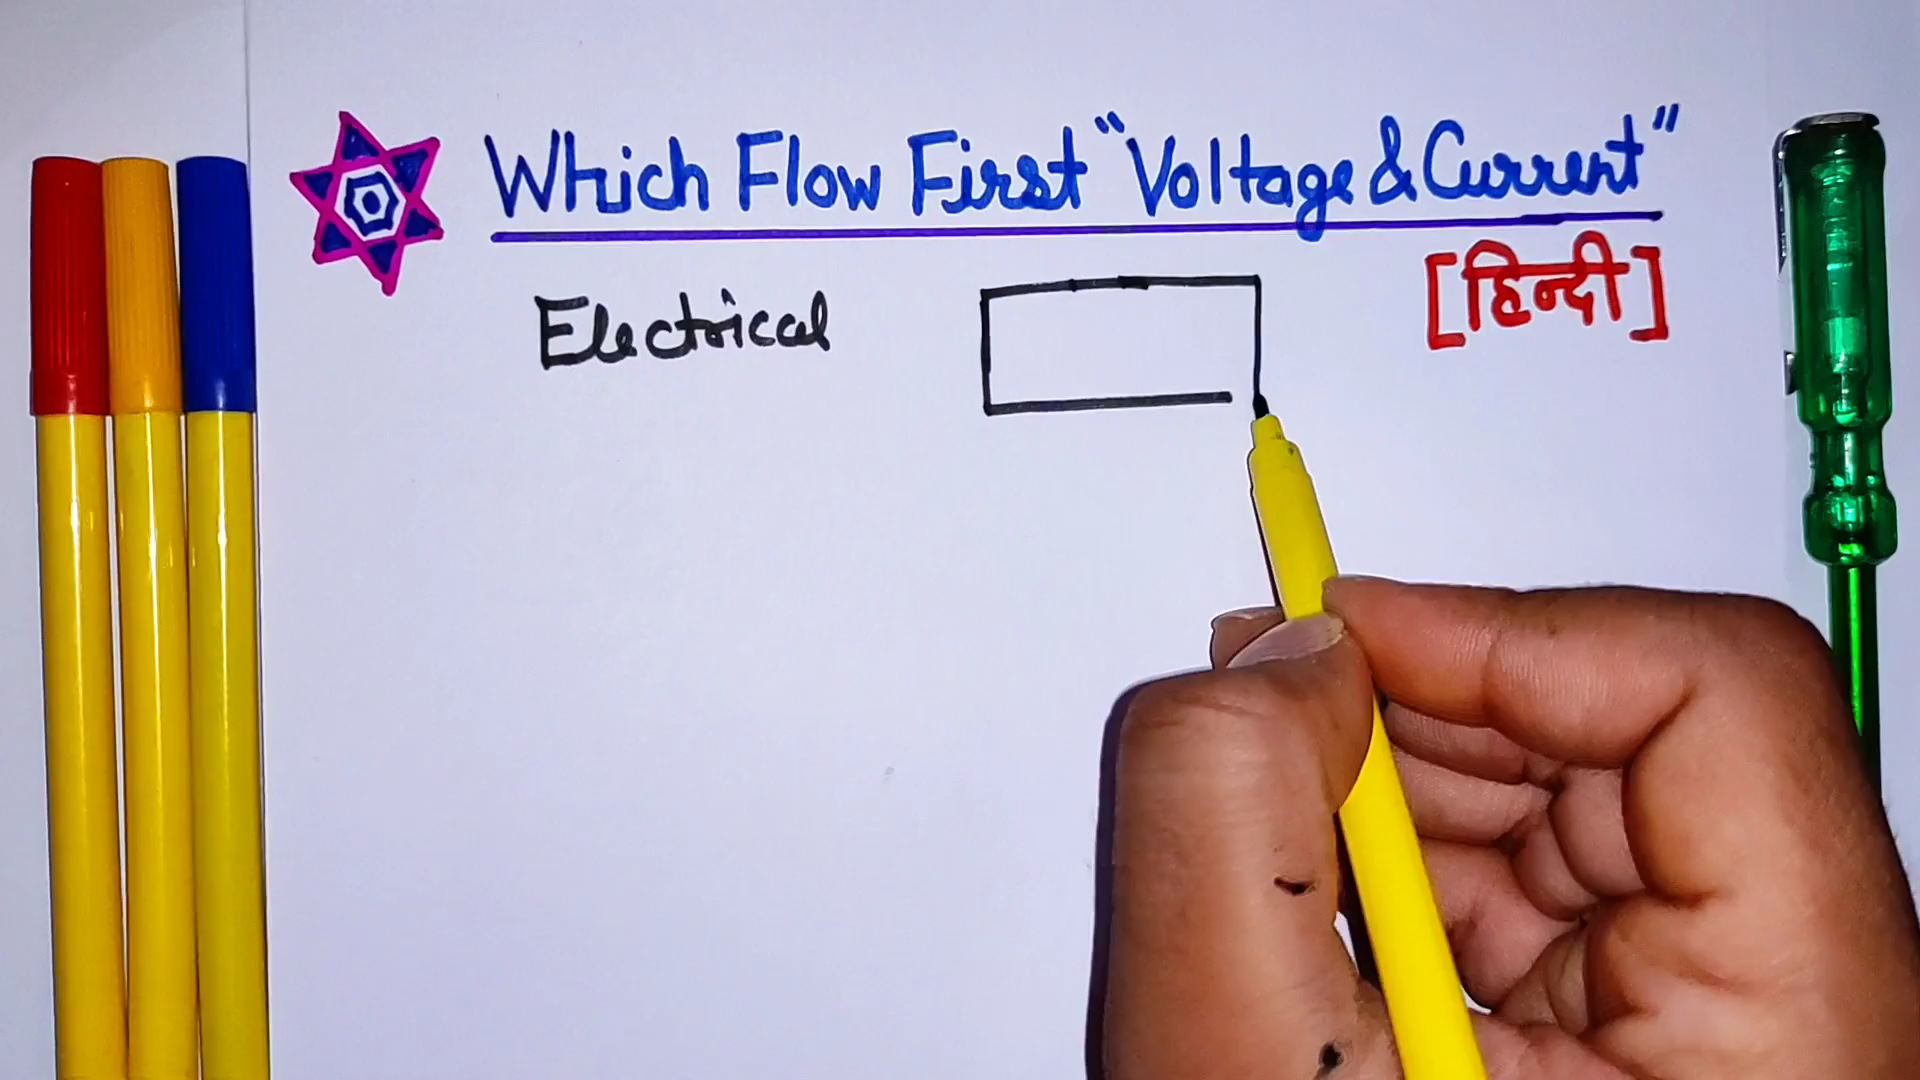 Which Flow First "Voltage & Current"
[हिन्दी]
Electrical